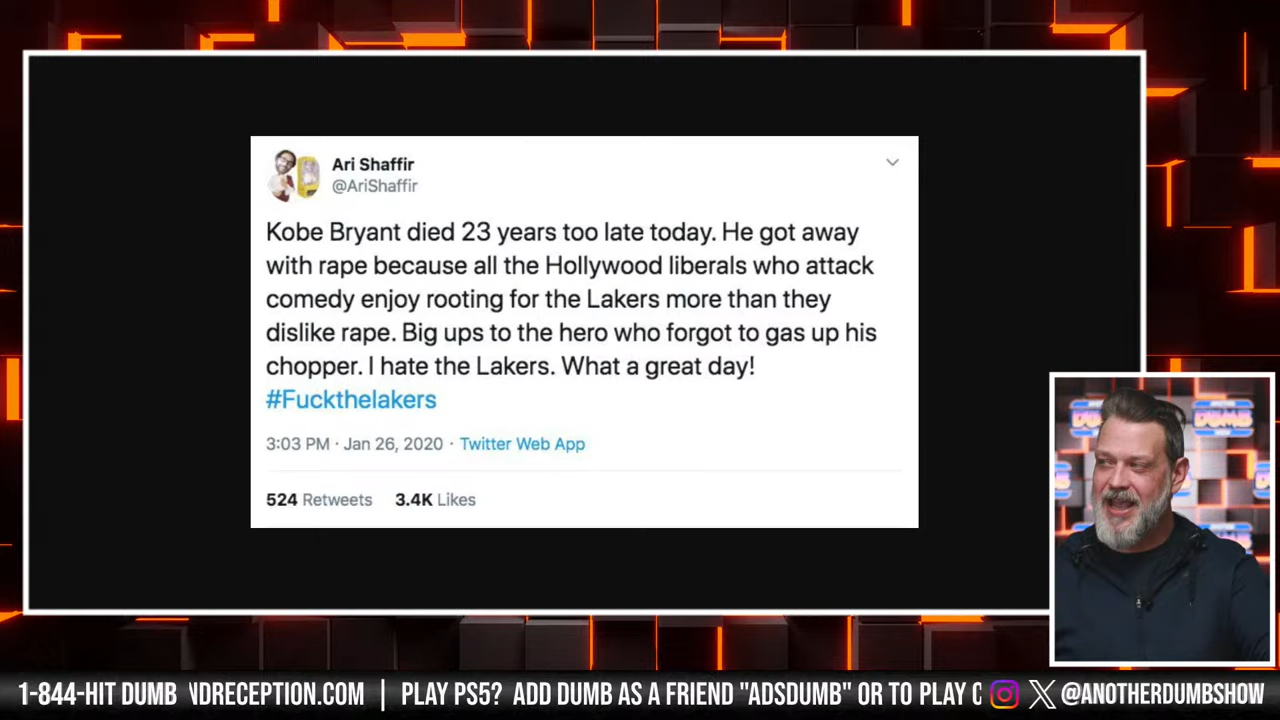 Ari Shaffir
@AriShaffir
Kobe Bryant died 23 years too late today. He got away
with rape because all the Hollywood liberals who attack
comedy enjoy rooting for the Lakers more than they
dislike rape. Big ups to the hero who forgot to gas up his
chopper. I hate the Lakers. What a great day!
#Fuckthelakers
3:03 PM · Jan 26, 2020 · Twitter Web App
524 Retweets 3.4K Likes
DUMB
1-844-HIT DUMB NDRECEPTION.COM | PLAY PS5? ADD DUMB AS A FRIEND "ADSDUMB" OR TO PLAY @ANOTHERDUMBSHOW